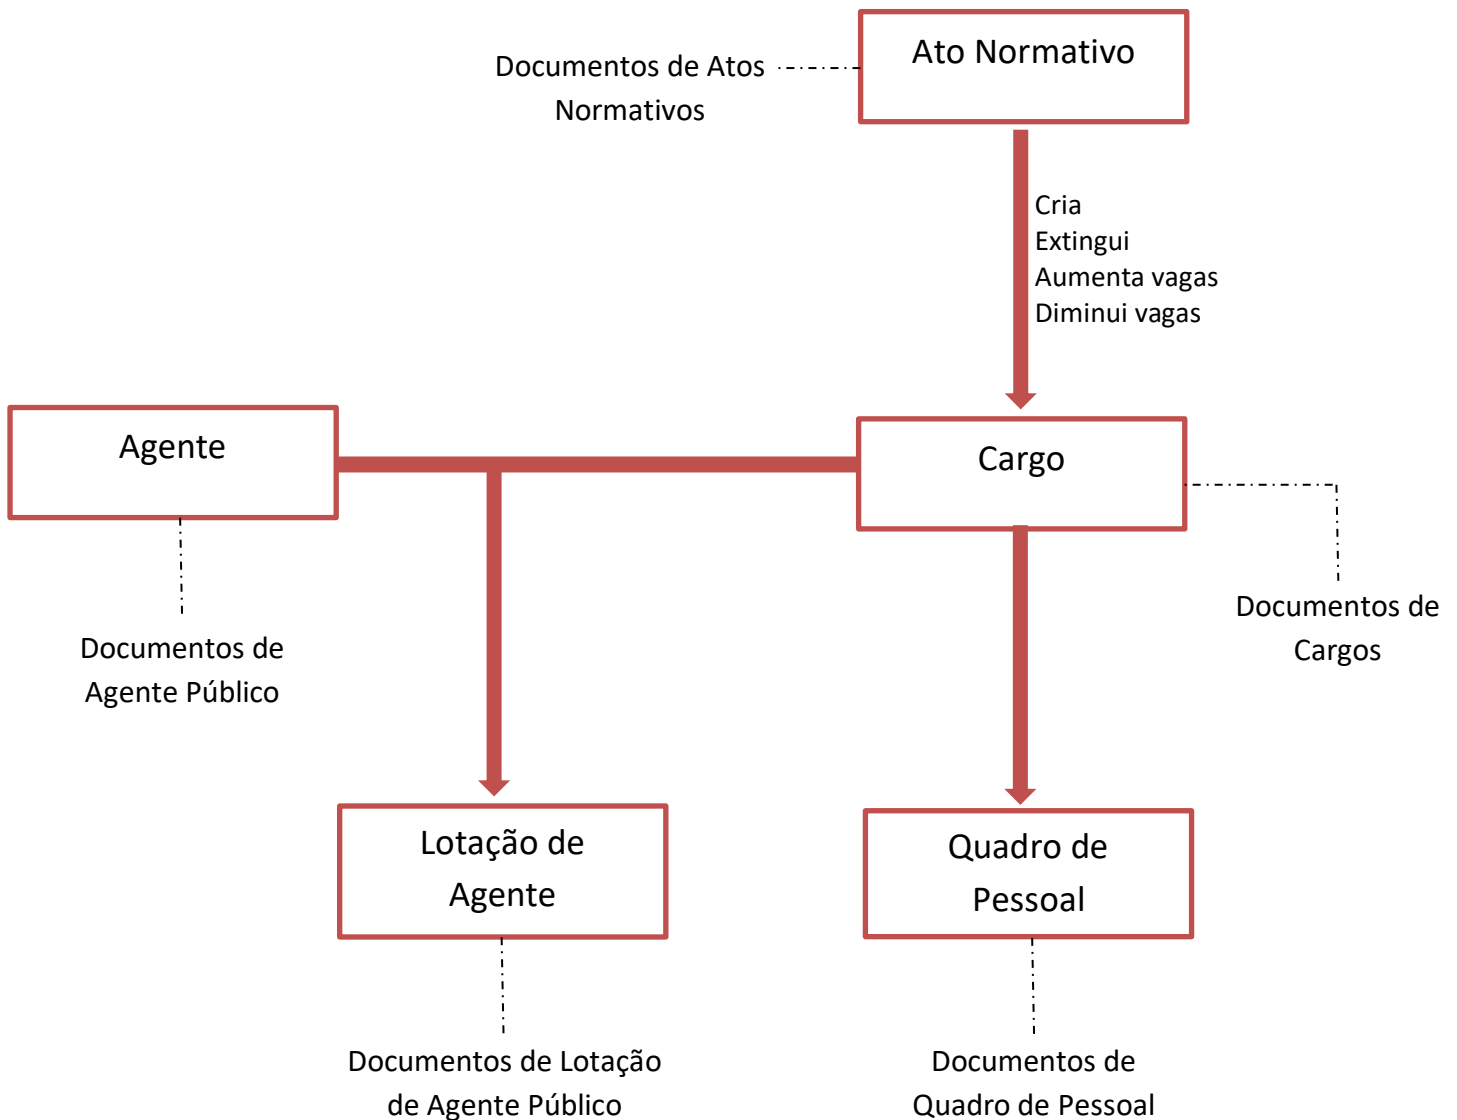 Ato Normativo
Documentos de Atos
Normativos
Cria
Extingui
Aumenta vagas
Diminui vagas
Agente
Cargo
Documentos de
Agente Público
Documentos de
Cargos
Lotação de
Agente
Quadro de
Pessoal
Documentos de Lotação
de Agente Público
Documentos de
Quadro de Pessoal